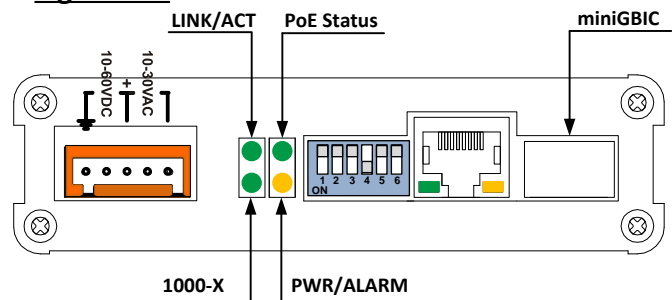 LINK/ACT PoE Status miniGBIC
10-60VDC
+
10-30VAC
1 2 3 4 5 6
ON
1000-X PWR/ALARM